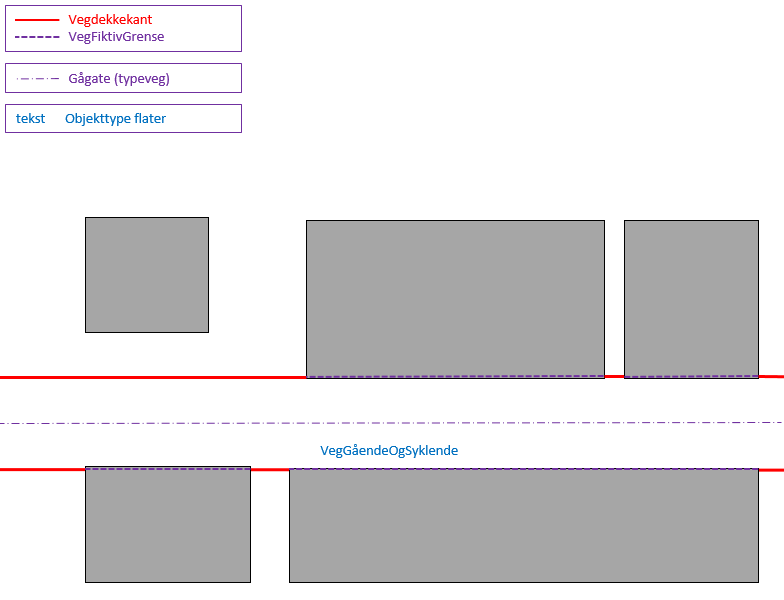 Vegdekkekant
VegFiktivGrense
Gågate (typeveg)
tekst Objekttype flater
VegGåendeOgSyklende